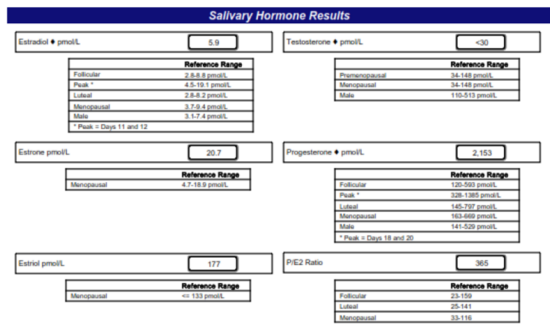 Salivary Hormone Results
Estradiol ♦ pmol/L 5.9
Reference Range
Follicular 2.8-8.8 pmol/L
Peak * 4.5-19.1 pmol/L
Luteal 2.8-8.2 pmol/L
Menopausal 3.7-9.4 pmol/L
Male 3.1-7.4 pmol/L
* Peak = Days 11 and 12
Testosterone ♦ pmol/L <30
Reference Range
Premenopausal 34-148 pmol/L
Menopausal 34-148 pmol/L
Male 110-513 pmol/L
Estrone pmol/L 20.7
Reference Range
Menopausal 4.7-18.9 pmol/L
Progesterone ♦ pmol/L 2,153
Reference Range
Follicular 120-593 pmol/L
Peak * 328-1385 pmol/L
Luteal 145-797 pmol/L
Menopausal 163-669 pmol/L
Male 141-529 pmol/L
* Peak = Days 18 and 20
Estriol pmol/L 177
Reference Range
Menopausal <= 133 pmol/L
P/E2 Ratio 365
Reference Range
Follicular 23-159
Luteal 25-141
Menopausal 33-116